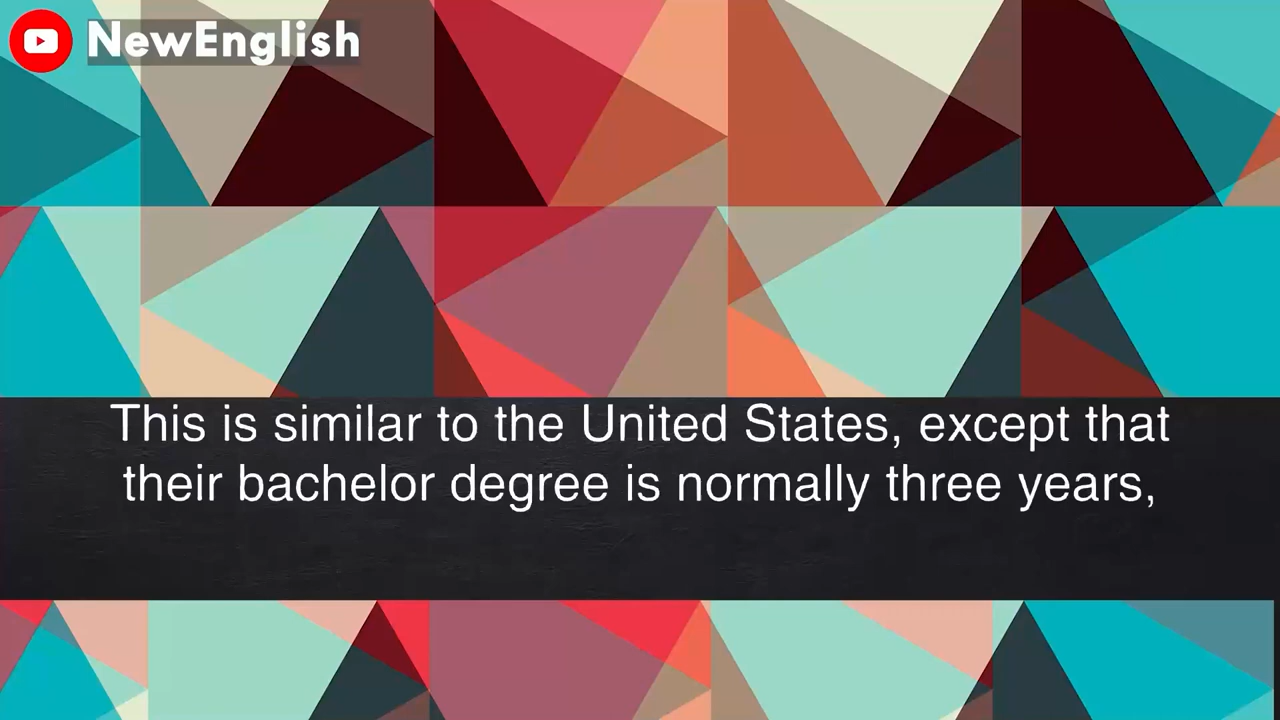 NewEnglish
This is similar to the United States, except that
their bachelor degree is normally three years,